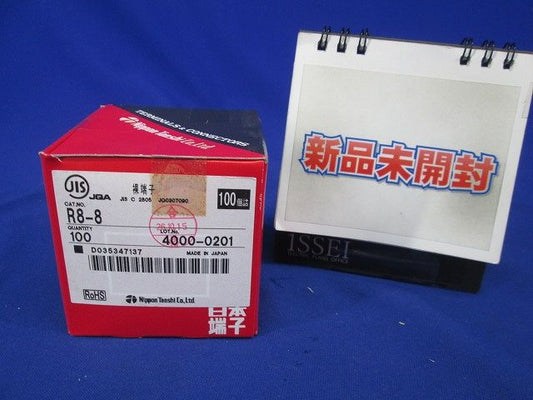 TERMINALS & CONNECTORS
Nippon Tanshi Co., Ltd.
JIS JQA
裸端子
JIS C 2805 JQ0807090
100個詰
CAT.NO.
R8-8
QUANTITY
100
LOT.No.
4000-0201
D035347137
MADE IN JAPAN
RoHS
Nippon Tanshi Co., Ltd.
日本
端子
新品未開封
ISSEI